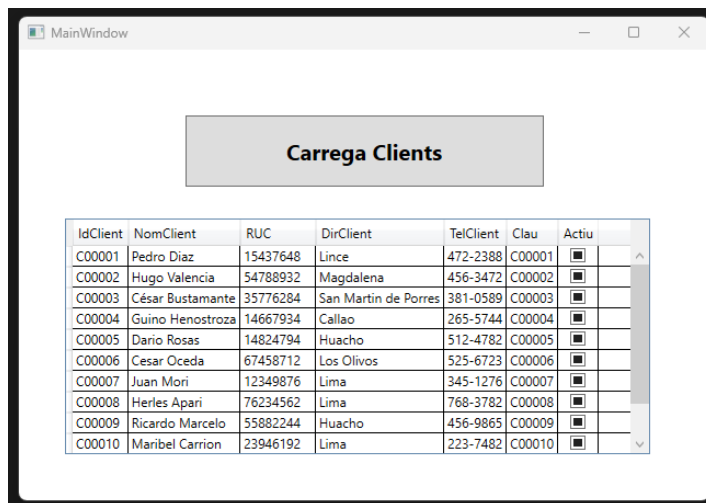 MainWindow
Carrega Clients
IdClient NomClient RUC DirClient TelClient Clau Actiu
C00001 Pedro Diaz 15437648 Lince 472-2388 C00001
C00002 Hugo Valencia 54788932 Magdalena 456-3472 C00002
C00003 César Bustamante 35776284 San Martin de Porres 381-0589 C00003
C00004 Guino Henostroza 14667934 Callao 265-5744 C00004
C00005 Dario Rosas 14824794 Huacho 512-4782 C00005
C00006 Cesar Oceda 67458712 Los Olivos 525-6723 C00006
C00007 Juan Mori 12349876 Lima 345-1276 C00007
C00008 Herles Apari 76234562 Lima 768-3782 C00008
C00009 Ricardo Marcelo 55882244 Huacho 456-9865 C00009
C00010 Maribel Carrion 23946192 Lima 223-7482 C00010